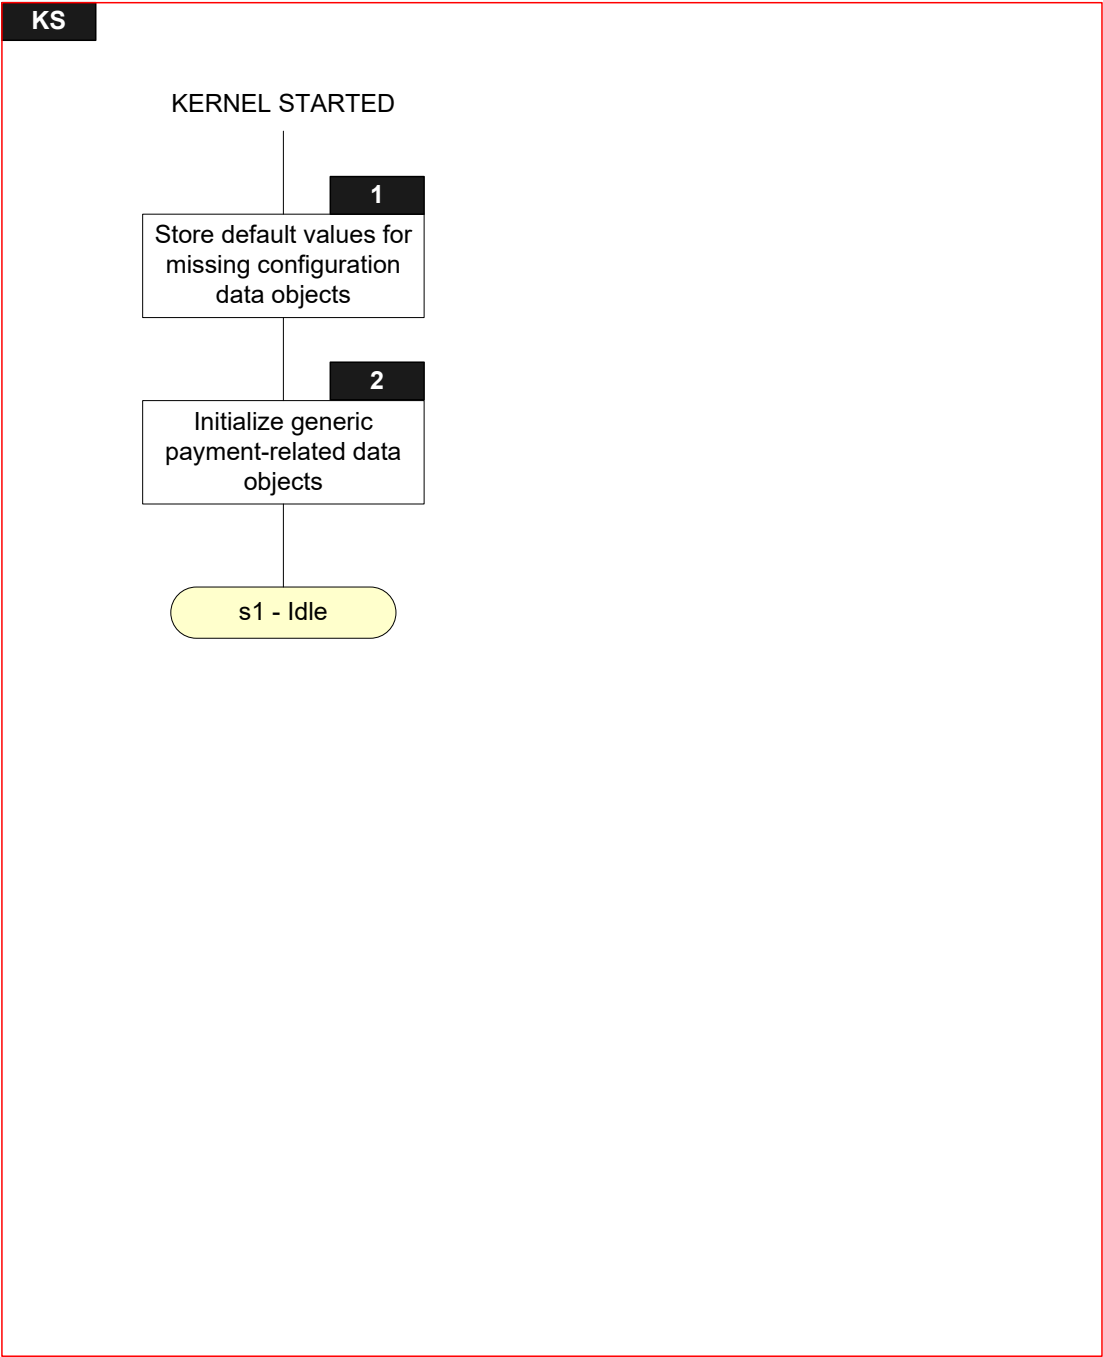 KS
KERNEL STARTED
1
Store default values for
missing configuration
data objects
2
Initialize generic
payment-related data
objects
s1 - Idle